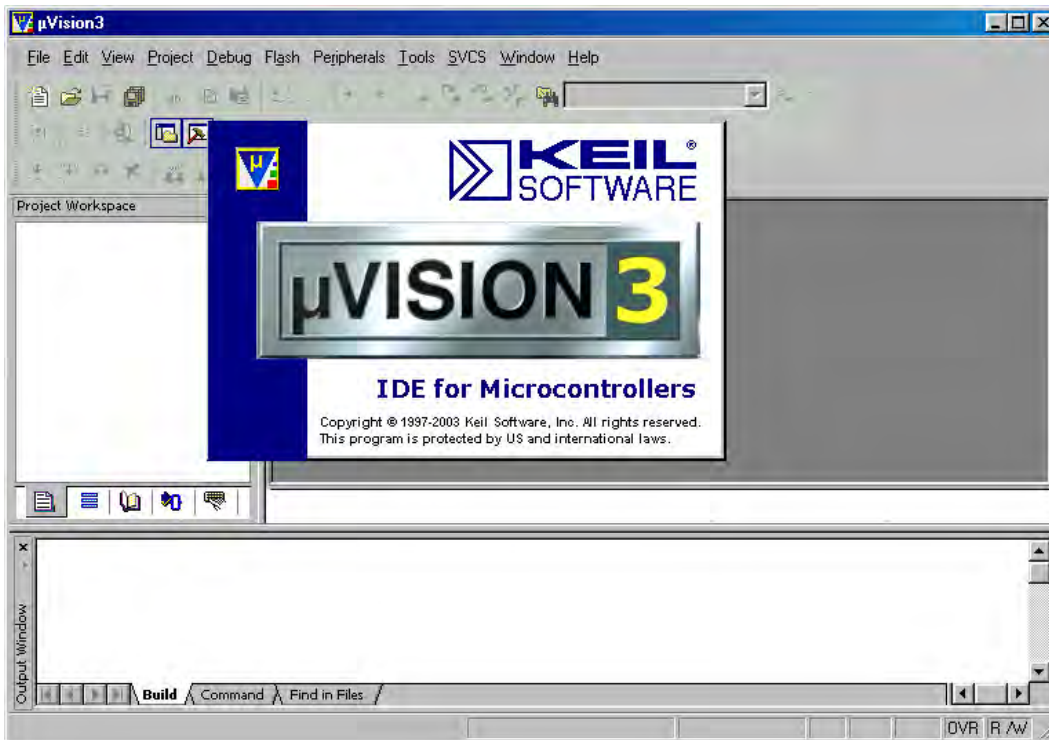 µVision3
File Edit View Project Debug Flash Peripherals Tools SVCS Window Help
Project Workspace
µ
KEIL®
SOFTWARE
µVISION 3
IDE for Microcontrollers
Copyright © 1997-2003 Keil Software, Inc. All rights reserved.
This program is protected by US and international laws.
Output Window
Build Command Find in Files
OVR R/W